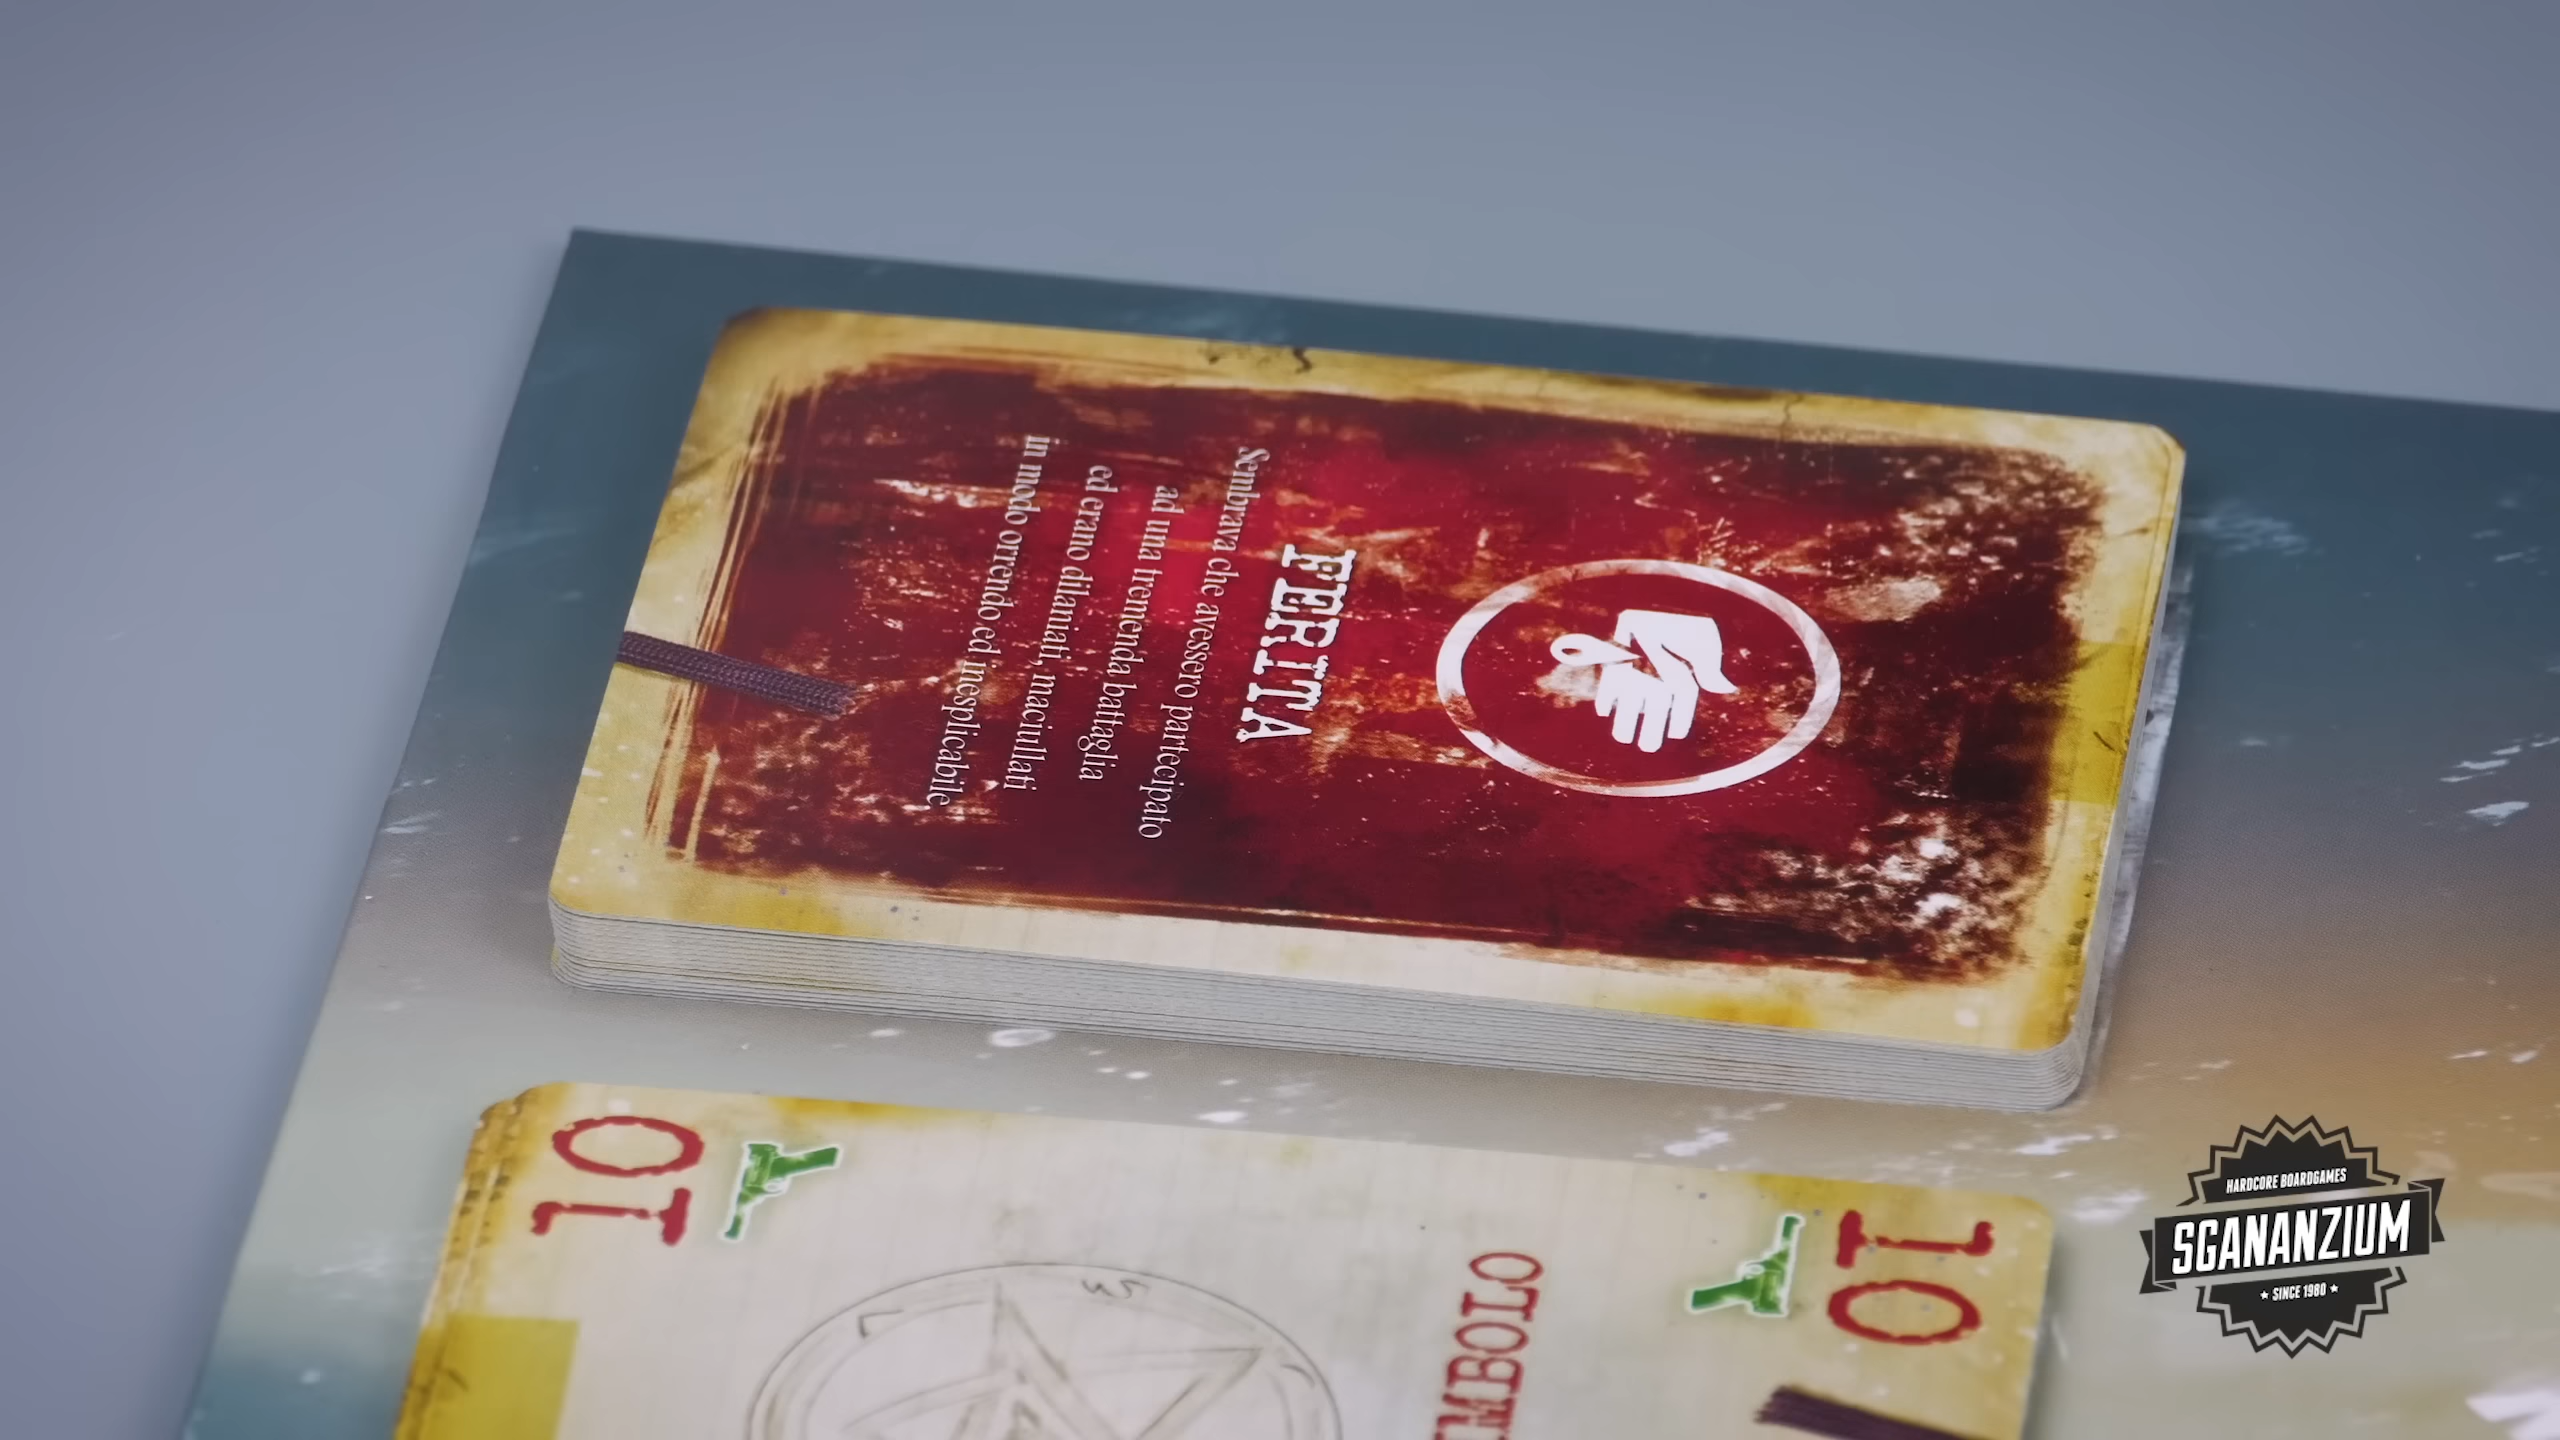 FERITA
Sembrava che avessero partecipato
ad una tremenda battaglia
ed erano dilaniati, maciullati
in modo orrendo ed inesplicabile.
10
10
HARDCORE BOARDGAMES
SGANANZIUM
★ SINCE 1980 ★